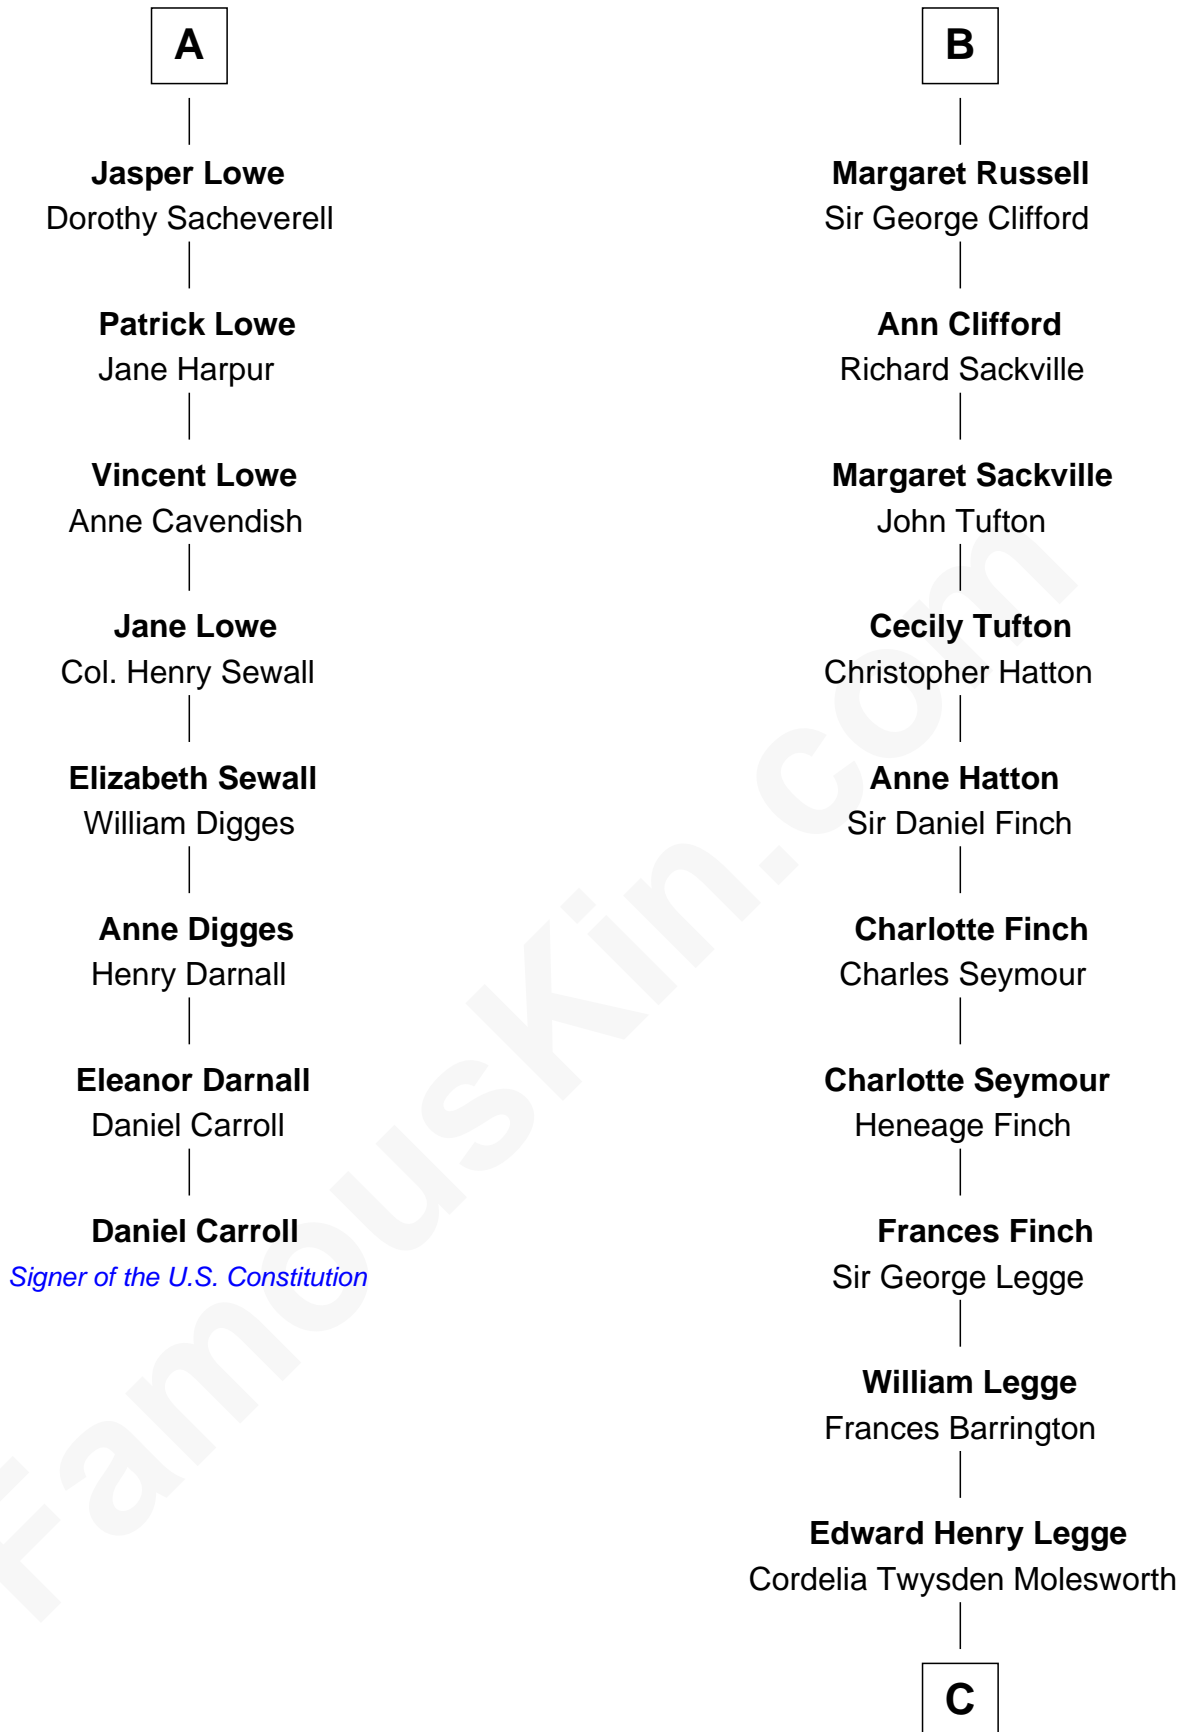 A
Jasper Lowe
Dorothy Sacheverell
Patrick Lowe
Jane Harpur
Vincent Lowe
Anne Cavendish
Jane Lowe
Col. Henry Sewall
Elizabeth Sewall
William Digges
Anne Digges
Henry Darnall
Eleanor Darnall
Daniel Carroll
Daniel Carroll
Signer of the U.S. Constitution
B
Margaret Russell
Sir George Clifford
Ann Clifford
Richard Sackville
Margaret Sackville
John Tufton
Cecily Tufton
Christopher Hatton
Anne Hatton
Sir Daniel Finch
Charlotte Finch
Charles Seymour
Charlotte Seymour
Heneage Finch
Frances Finch
Sir George Legge
William Legge
Frances Barrington
Edward Henry Legge
Cordelia Twysden Molesworth
C
FamousKin.com